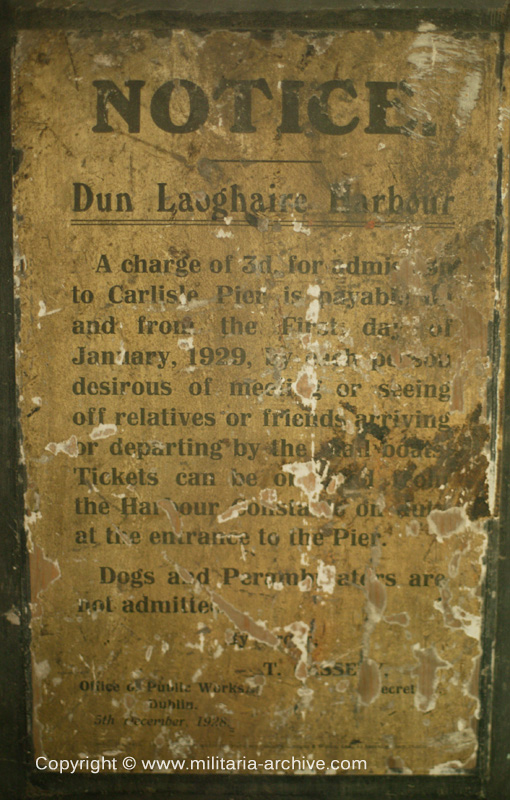 NOTICE.
Dun Laoghaire Harbour
A charge of 3d. for admission
to Carlisle Pier is payable
and from the First day of
January, 1929, by each person
desirous of meeting or seeing
off relatives or friends arriving
or departing by the mail boats.
Tickets can be from
the Harbour Constable on duty
at the entrance to the Pier.
Dogs and Perambulators are
not admitted.
By Order,
T.
Office of Public Works,
Dublin,
5th December, 1928.
Copyright © www.militaria-archive.com